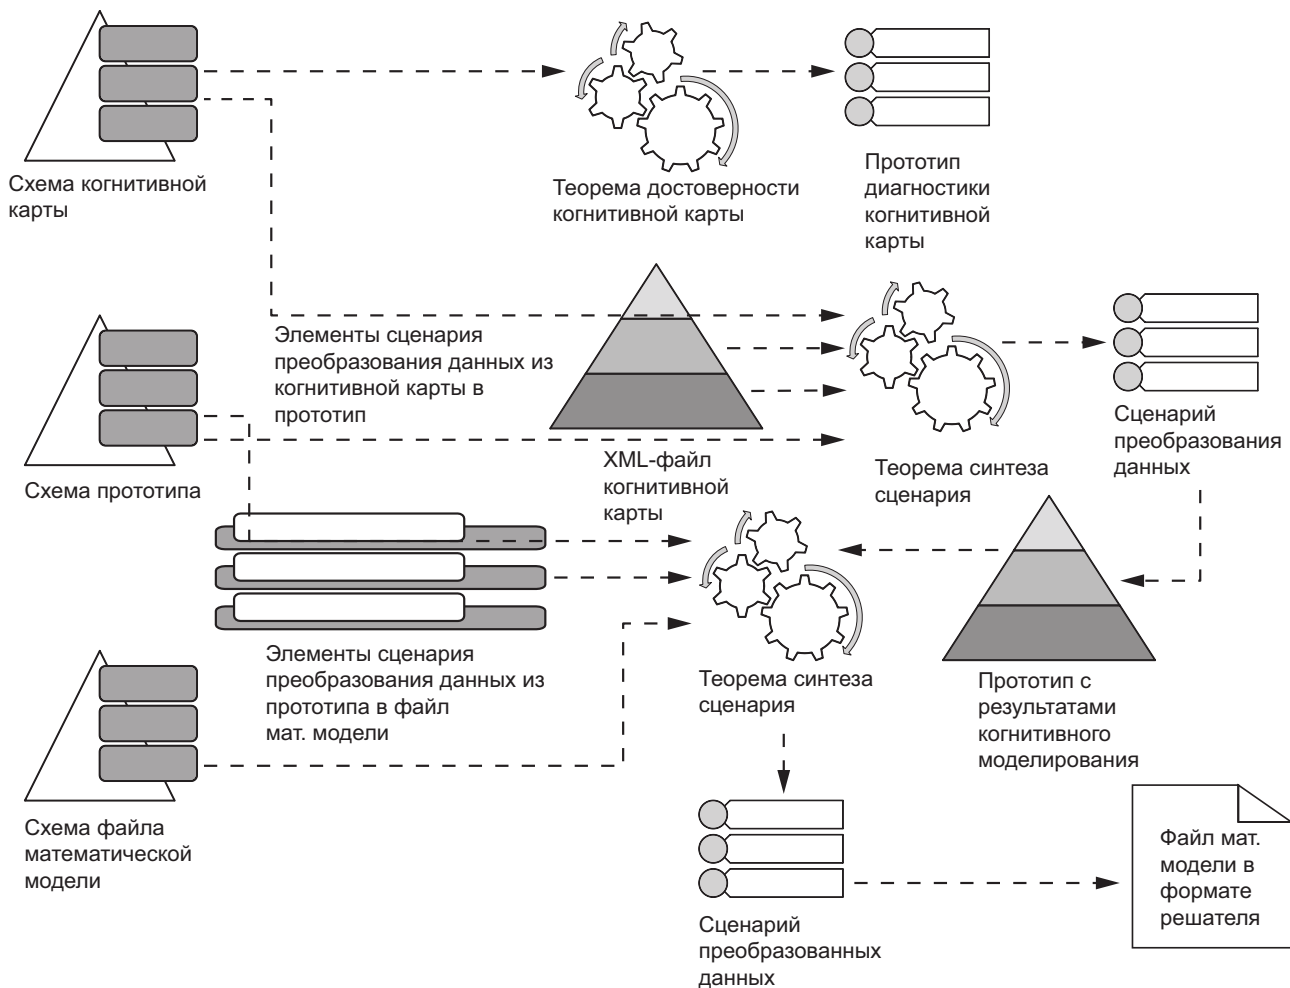 Схема когнитивной
карты
Теорема достоверности
когнитивной карты
Прототип
диагностики
когнитивной
карты
Элементы сценария
преобразования данных из
когнитивной карты в
прототип
XML-файл
когнитивной
карты
Теорема синтеза
сценария
Сценарий
преобразования
данных
Схема прототипа
Элементы сценария
преобразования данных из
прототипа в файл
мат. модели
Теорема синтеза
сценария
Прототип с
результатами
когнитивного
моделирования
Схема файла
математической
модели
Сценарий
преобразованных
данных
Файл мат.
модели в
формате
решателя